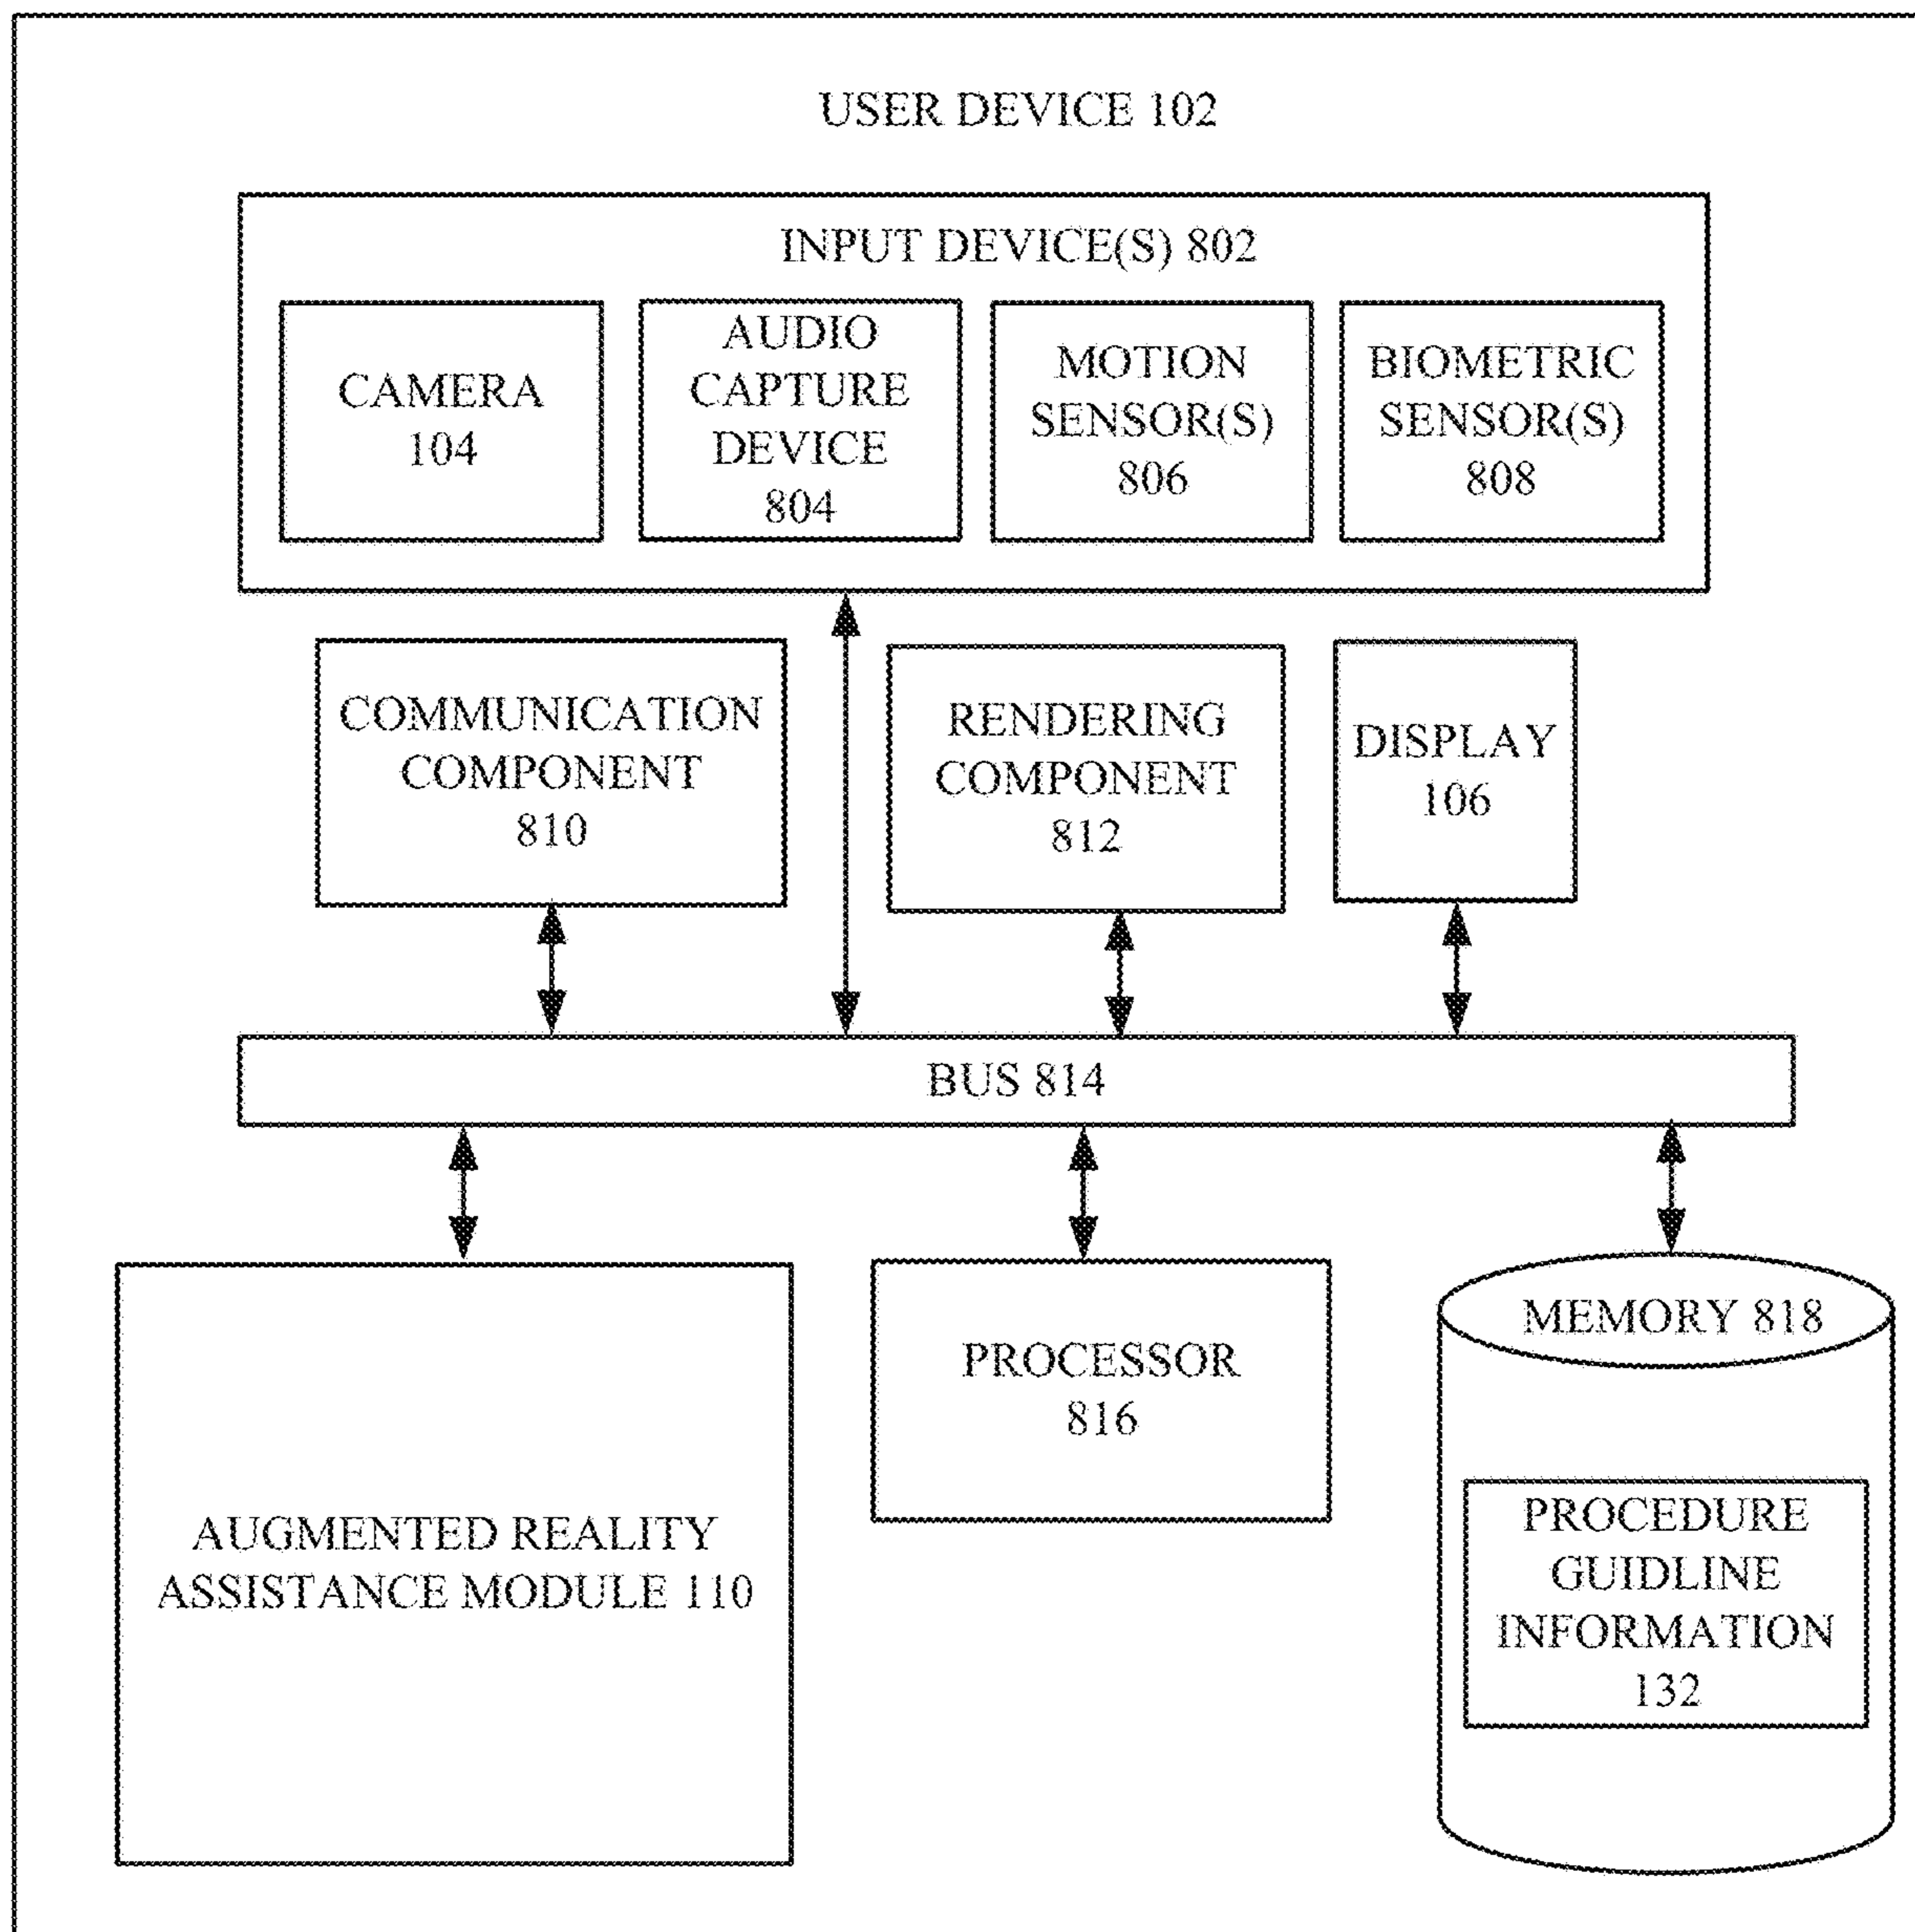 USER DEVICE 102
INPUT DEVICE(S) 802
CAMERA
104
AUDIO
CAPTURE
DEVICE
804
MOTION
SENSOR(S)
806
BIOMETRIC
SENSOR(S)
808
COMMUNICATION
COMPONENT
810
RENDERING
COMPONENT
812
DISPLAY
106
BUS 814
AUGMENTED REALITY
ASSISTANCE MODULE 110
PROCESSOR
816
MEMORY 818
PROCEDURE
GUIDLINE
INFORMATION
132